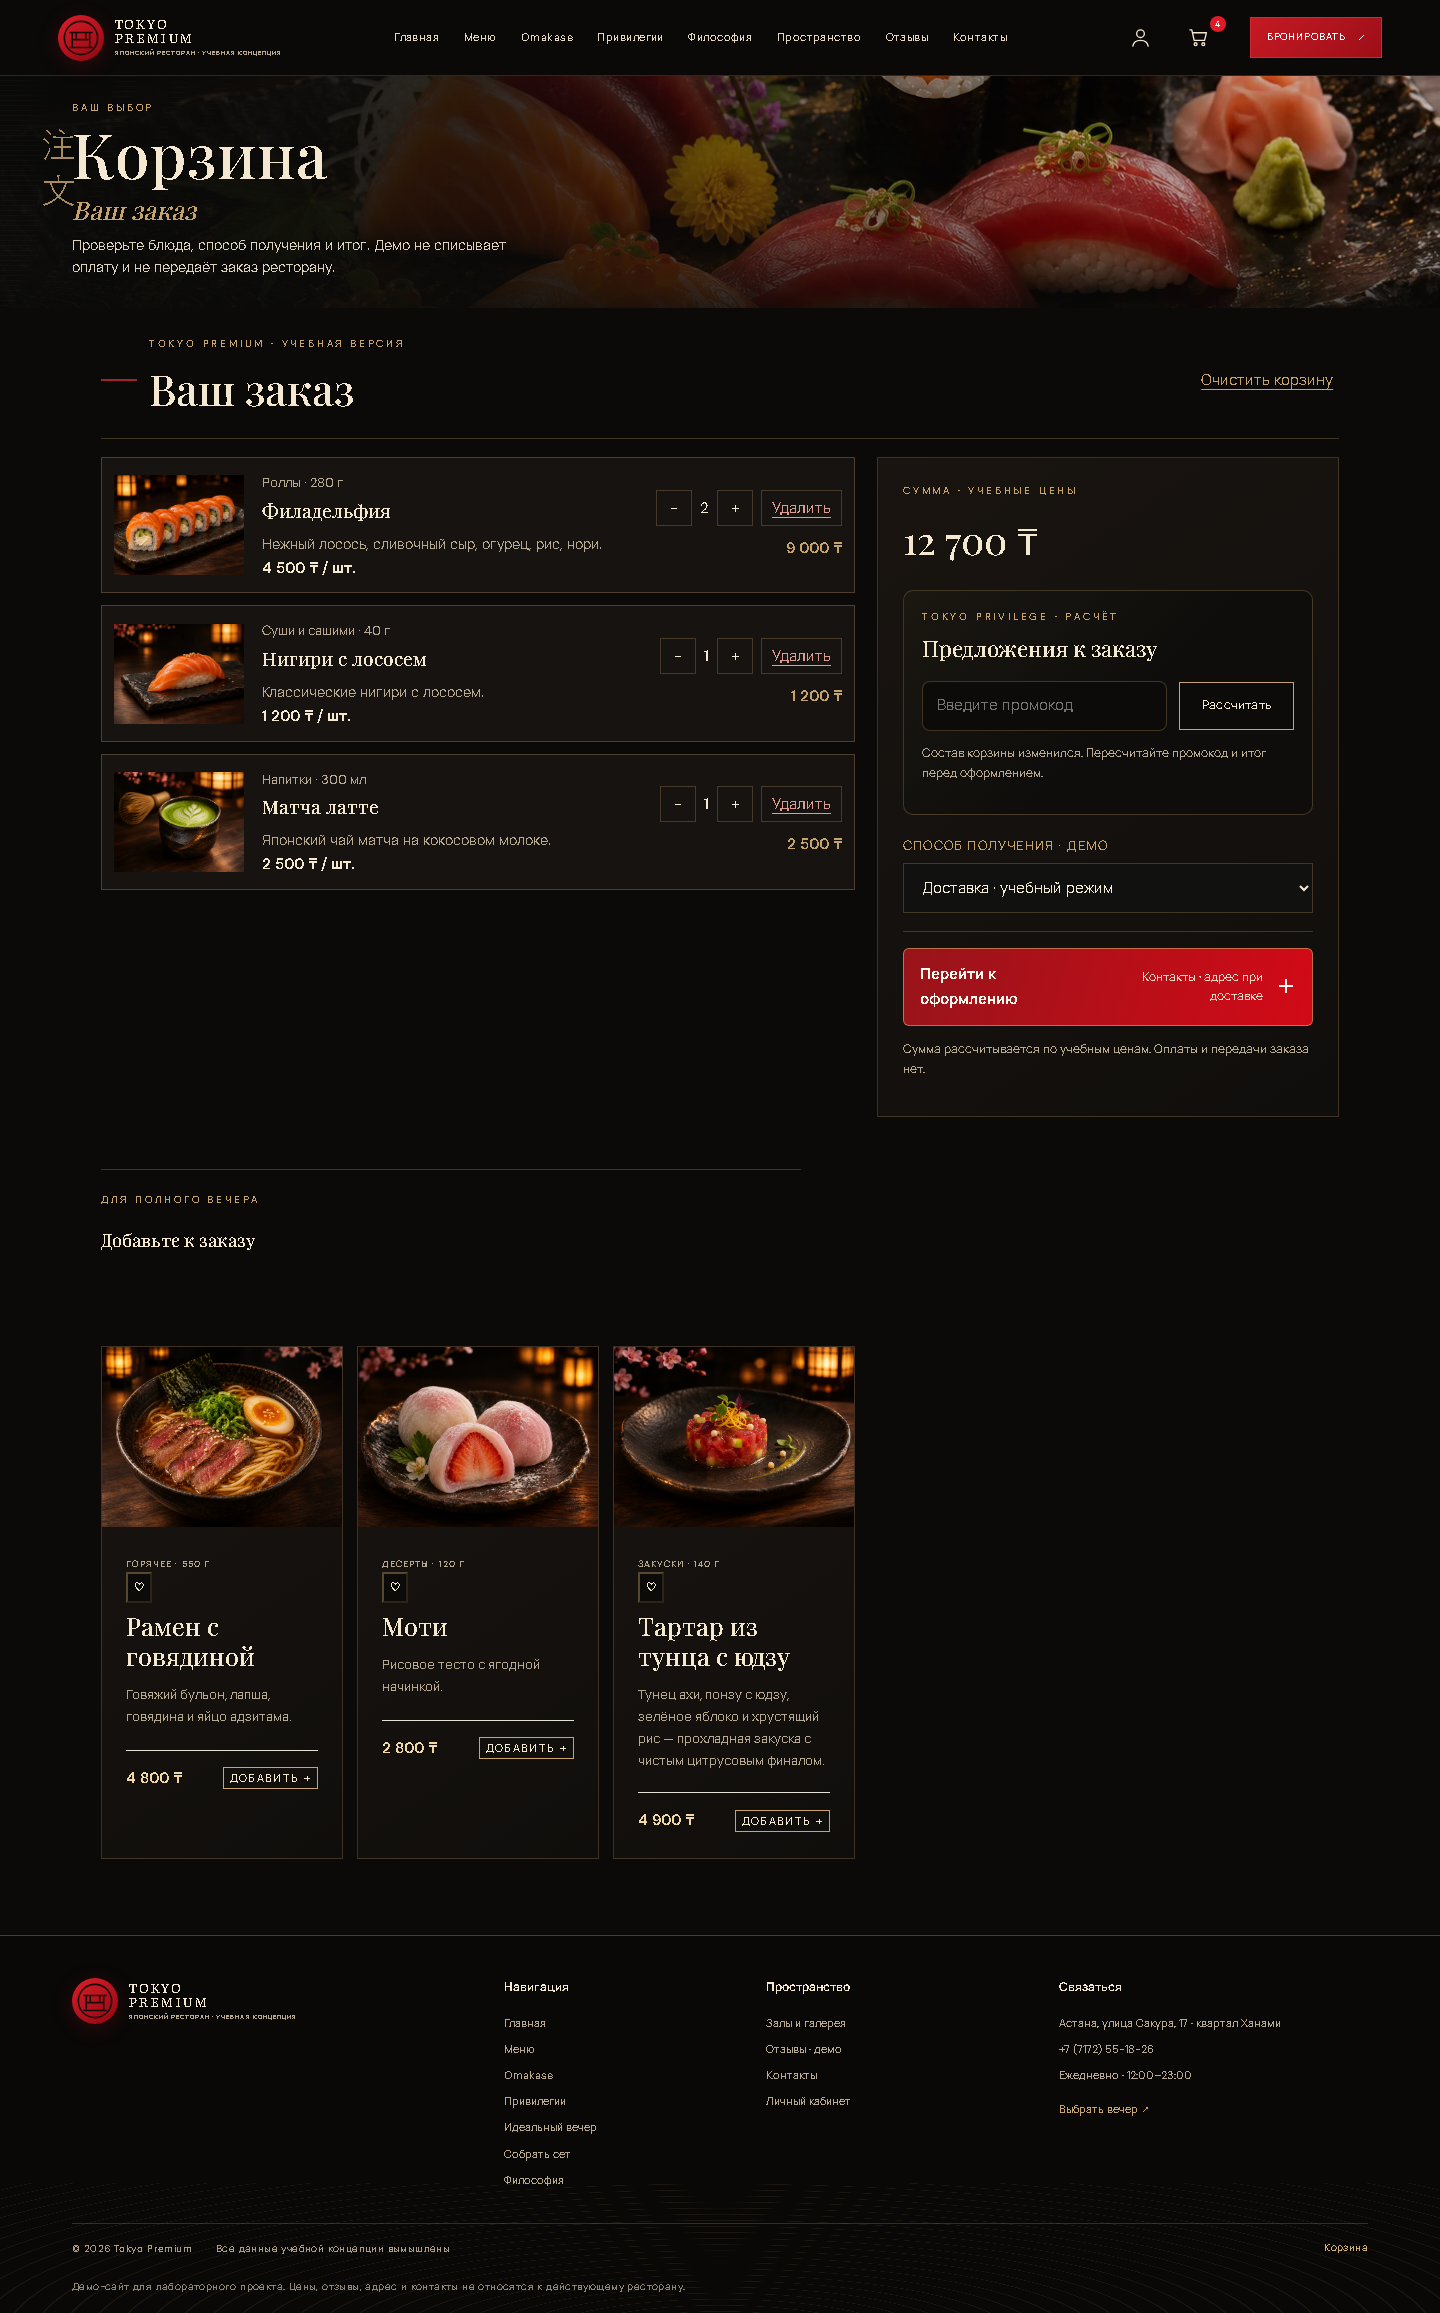 TOKYO
PREMIUM
ЯПОНСКИЙ РЕСТОРАН · УЧЕБНАЯ КОНЦЕПЦИЯ
Главная
Меню
Omakase
Привилегии
Философия
Пространство
Отзывы
Контакты
4
БРОНИРОВАТЬ ↗
ВАШ ВЫБОР
注文
Корзина
Ваш заказ
Проверьте блюда, способ получения и итог. Демо не списывает
оплату и не передаёт заказ ресторану.
TOKYO PREMIUM · УЧЕБНАЯ ВЕРСИЯ
Ваш заказ
Очистить корзину
Роллы · 280 г
Филадельфия
Нежный лосось, сливочный сыр, огурец, рис, нори.
4 500 ₸ / шт.
− 2 + Удалить
9 000 ₸
Суши и сашими · 40 г
Нигири с лососем
Классические нигири с лососем.
1 200 ₸ / шт.
− 1 + Удалить
1 200 ₸
Напитки · 300 мл
Матча латте
Японский чай матча на кокосовом молоке.
2 500 ₸ / шт.
− 1 + Удалить
2 500 ₸
СУММА · УЧЕБНЫЕ ЦЕНЫ
12 700 ₸
TOKYO PRIVILEGE · РАСЧЁТ
Предложения к заказу
Введите промокод
Рассчитать
Состав корзины изменился. Пересчитайте промокод и итог
перед оформлением.
СПОСОБ ПОЛУЧЕНИЯ · ДЕМО
Доставка · учебный режим
Перейти к
оформлению
Контакты · адрес при
доставке
+
Сумма рассчитывается по учебным ценам. Оплаты и передачи заказа
нет.
ДЛЯ ПОЛНОГО ВЕЧЕРА
Добавьте к заказу
ГОРЯЧЕЕ · 550 Г
♡
Рамен с
говядиной
Говяжий бульон, лапша,
говядина и яйцо адзитама.
4 800 ₸
ДОБАВИТЬ +
ДЕСЕРТЫ · 120 Г
♡
Моти
Рисовое тесто с ягодной
начинкой.
2 800 ₸
ДОБАВИТЬ +
ЗАКУСКИ · 140 Г
♡
Тартар из
тунца с юдзу
Тунец ахи, понзу с юдзу,
зелёное яблоко и хрустящий
рис — прохладная закуска с
чистым цитрусовым финалом.
4 900 ₸
ДОБАВИТЬ +
TOKYO
PREMIUM
ЯПОНСКИЙ РЕСТОРАН · УЧЕБНАЯ КОНЦЕПЦИЯ
Навигация
Главная
Меню
Omakase
Привилегии
Идеальный вечер
Собрать сет
Философия
Пространство
Залы и галерея
Отзывы · демо
Контакты
Личный кабинет
Связаться
Астана, улица Сакура, 17 · квартал Ханами
+7 (7172) 55-18-26
Ежедневно · 12:00–23:00
Выбрать вечер ↗
© 2026 Tokyo Premium
Все данные учебной концепции вымышлены
Корзина
Демо-сайт для лабораторного проекта. Цены, отзывы, адрес и контакты не относятся к действующему ресторану.